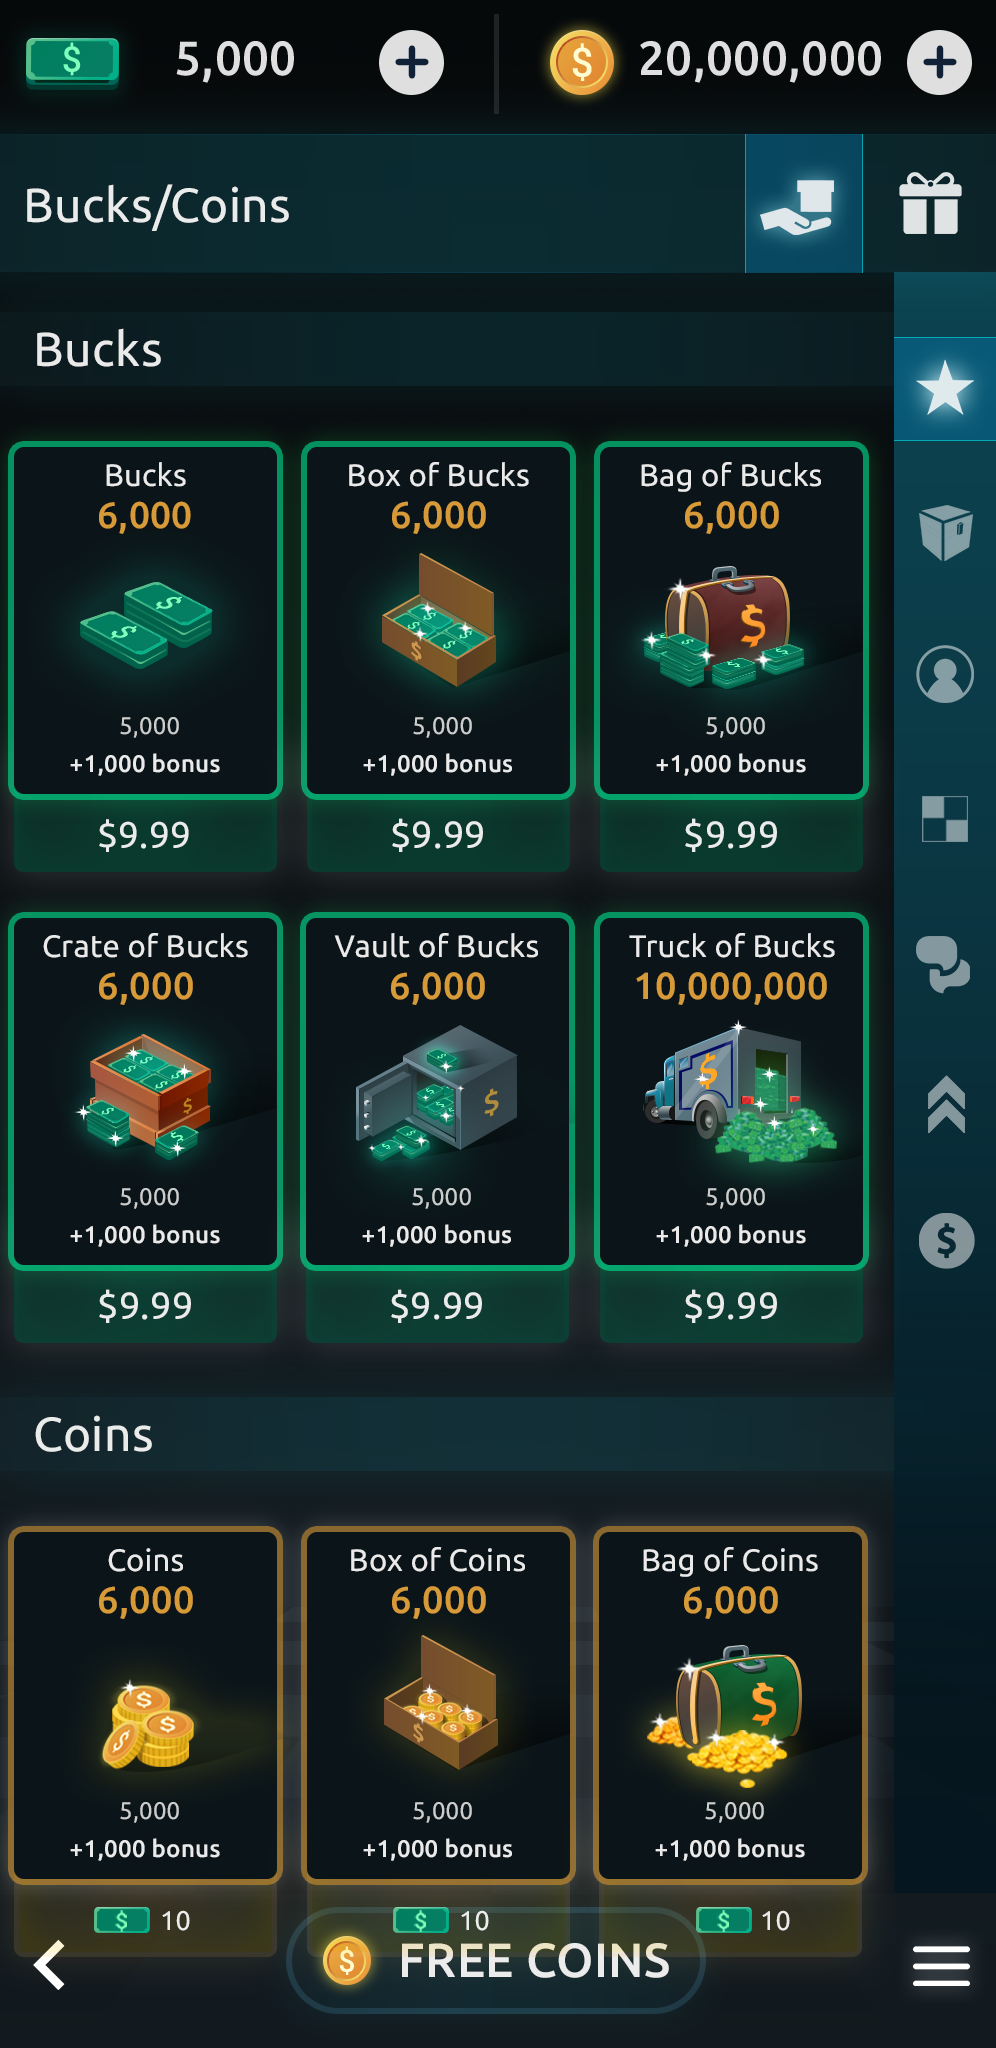 5,000
20,000,000
Bucks/Coins
Bucks
Bucks
6,000
5,000
+1,000 bonus
$9.99
Box of Bucks
6,000
5,000
+1,000 bonus
$9.99
Bag of Bucks
6,000
5,000
+1,000 bonus
$9.99
Crate of Bucks
6,000
5,000
+1,000 bonus
$9.99
Vault of Bucks
6,000
5,000
+1,000 bonus
$9.99
Truck of Bucks
10,000,000
5,000
+1,000 bonus
$9.99
Coins
Coins
6,000
5,000
+1,000 bonus
10
Box of Coins
6,000
5,000
+1,000 bonus
10
Bag of Coins
6,000
5,000
+1,000 bonus
10
FREE COINS